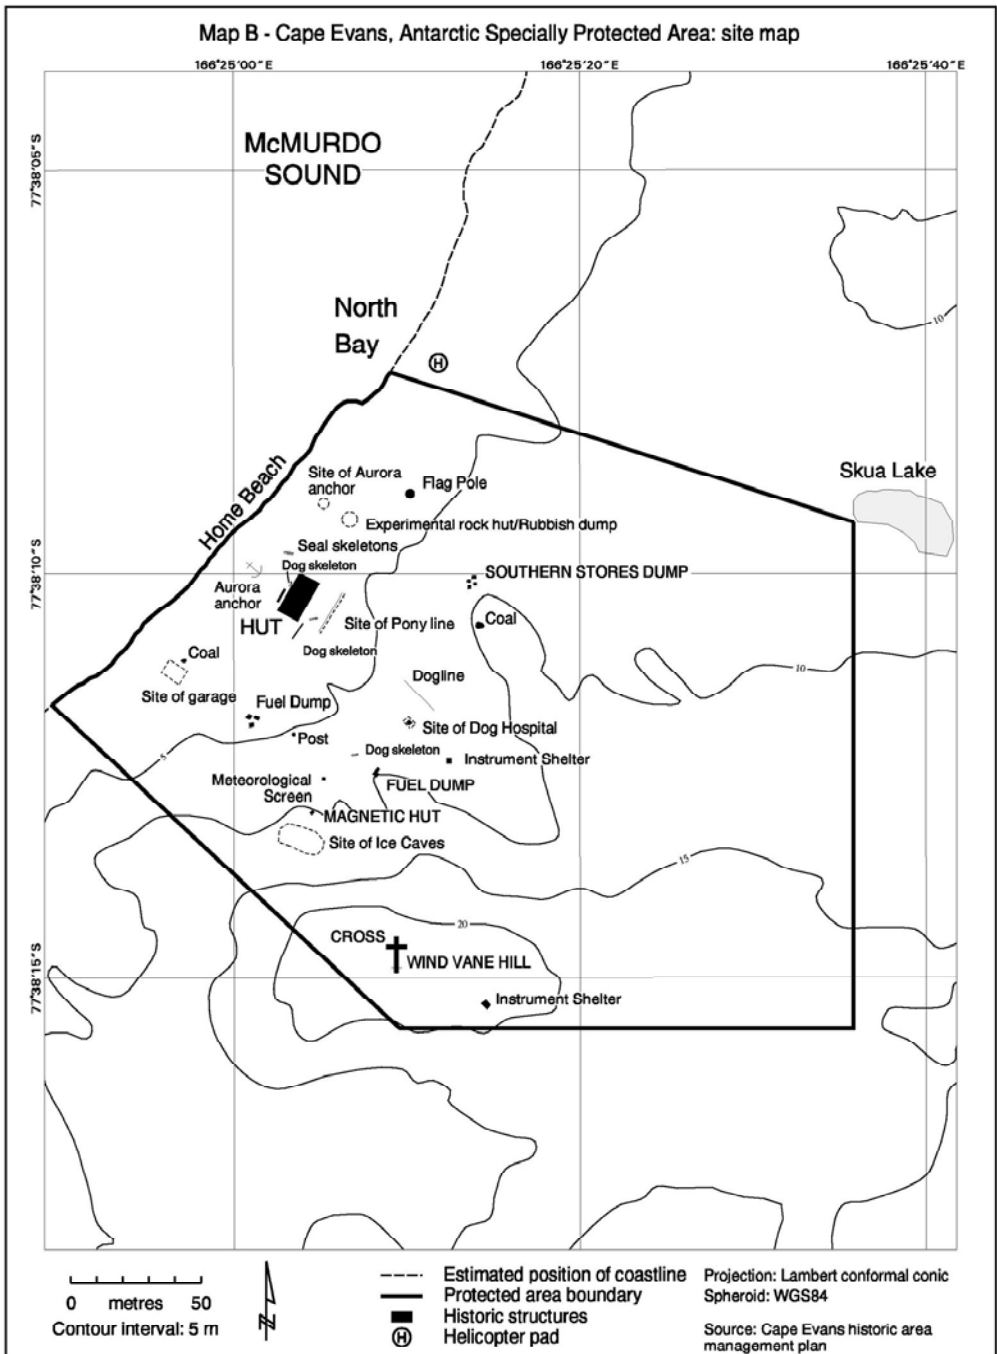 Map B - Cape Evans, Antarctic Specially Protected Area: site map
166°25'00"E
166°25'20"E
166°25'40"E
77°38'05"S
McMURDO
SOUND
10
North
Bay
H
Skua Lake
Home Beach
Site of Aurora
anchor
Flag Pole
Experimental rock hut/Rubbish dump
Seal skeletons
Dog skeleton
77°38'10"S
SOUTHERN STORES DUMP
Aurora
anchor
HUT
Site of Pony line
Coal
Coal
Dog skeleton
10
Site of garage
Dogline
Fuel Dump
Site of Dog Hospital
Post
5
Dog skeleton
Instrument Shelter
Meteorological
Screen
FUEL DUMP
MAGNETIC HUT
Site of Ice Caves
15
20
CROSS
WIND VANE HILL
77°38'15"S
Instrument Shelter
0 metres 50
Contour interval: 5 m
N
Estimated position of coastline
Protected area boundary
Historic structures
H Helicopter pad
Projection: Lambert conformal conic
Spheroid: WGS84
Source: Cape Evans historic area
management plan